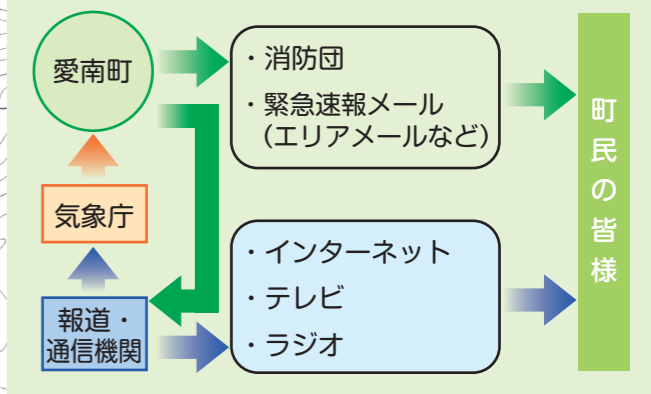 愛南町
・消防団
・緊急速報メール
（エリアメールなど）
気象庁
報道・
通信機関
・インターネット
・テレビ
・ラジオ
町民の皆様